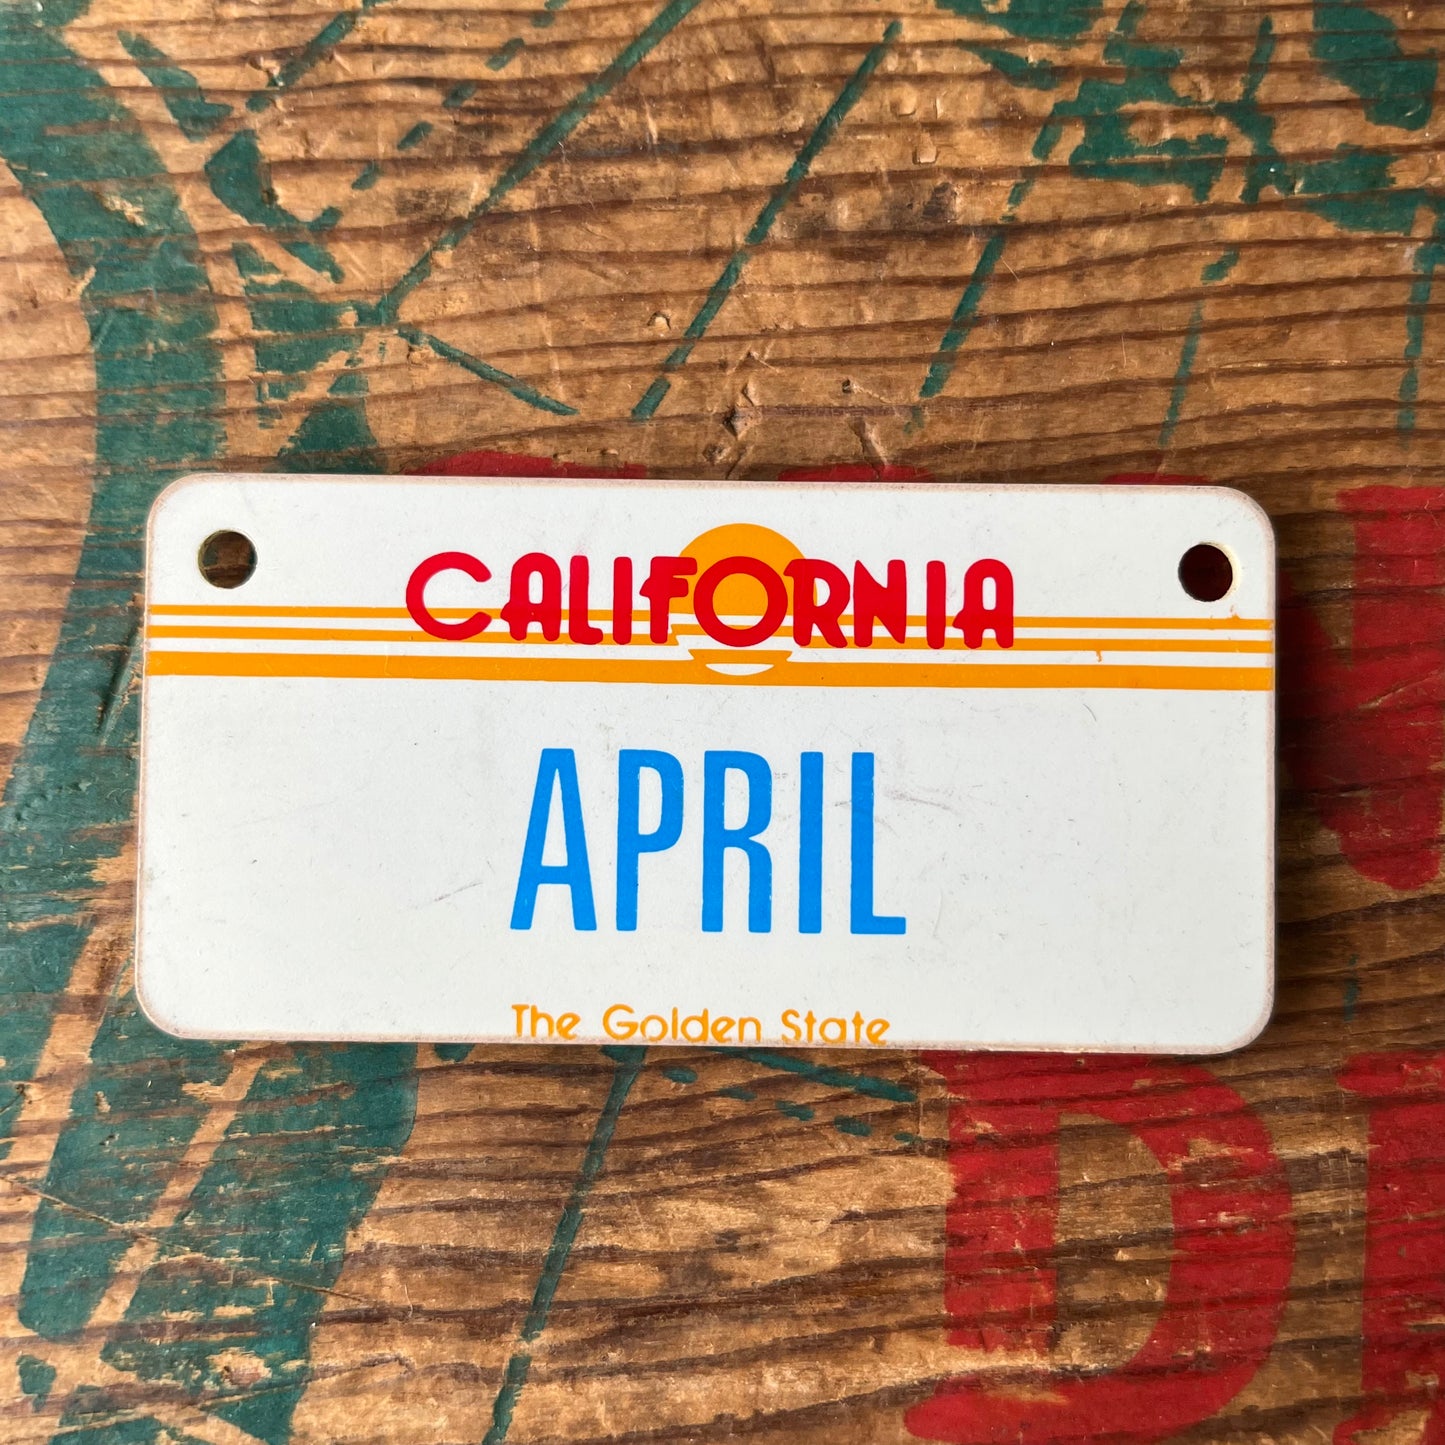 CALIFORNIA
APRIL
The Golden State